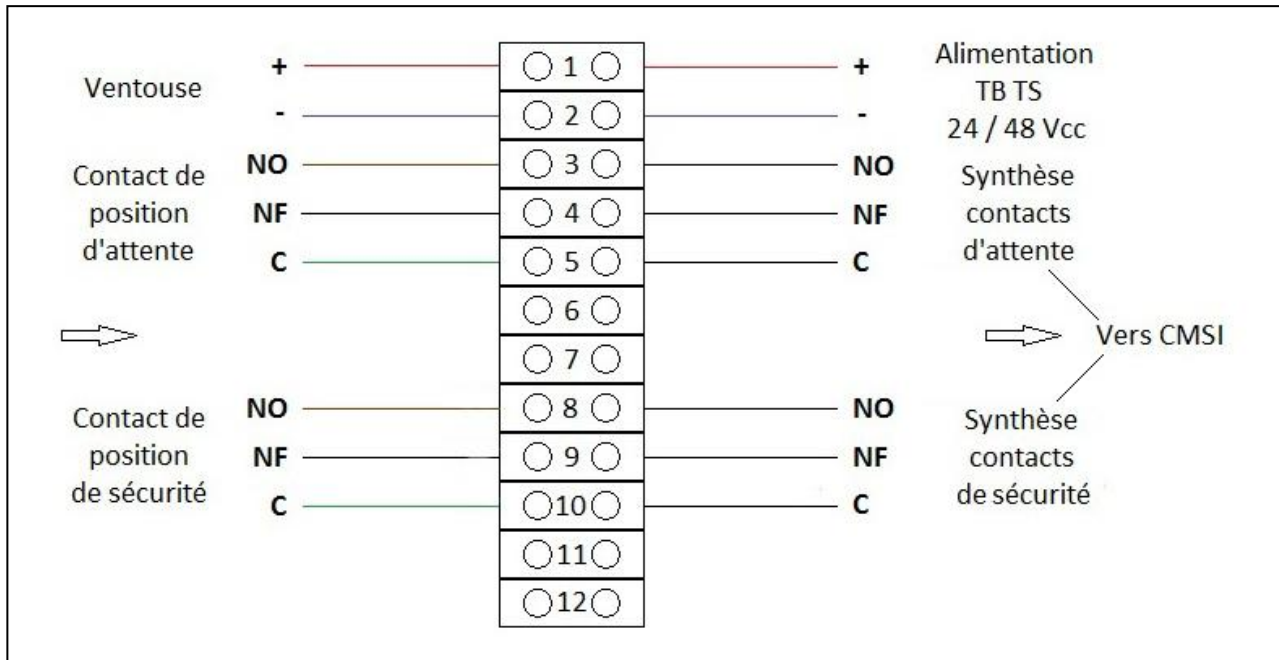 + 1 + Alimentation
Ventouse TB TS
- 2 - 24 / 48 Vcc
NO 3 NO
Contact de Synthèse
position NF 4 NF contacts
d'attente d'attente
C 5 C
6
Vers CMSI
7
NO 8 NO
Contact de Synthèse
position NF 9 NF contacts
de sécurité de sécurité
C 10 C
11
12